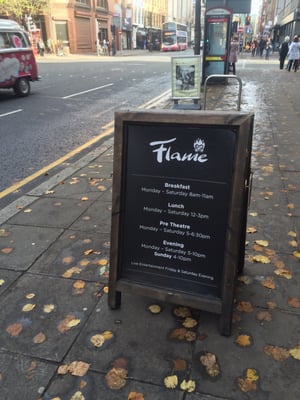 Flame
Breakfast
Monday - Saturday 8am-11am
Lunch
Monday - Saturday 12-3pm
Pre Theatre
Monday - Saturday 5-6:30pm
Evening
Monday - Saturday 5-10pm
Sunday 4-10pm
Live Entertainment Friday & Saturday Evening